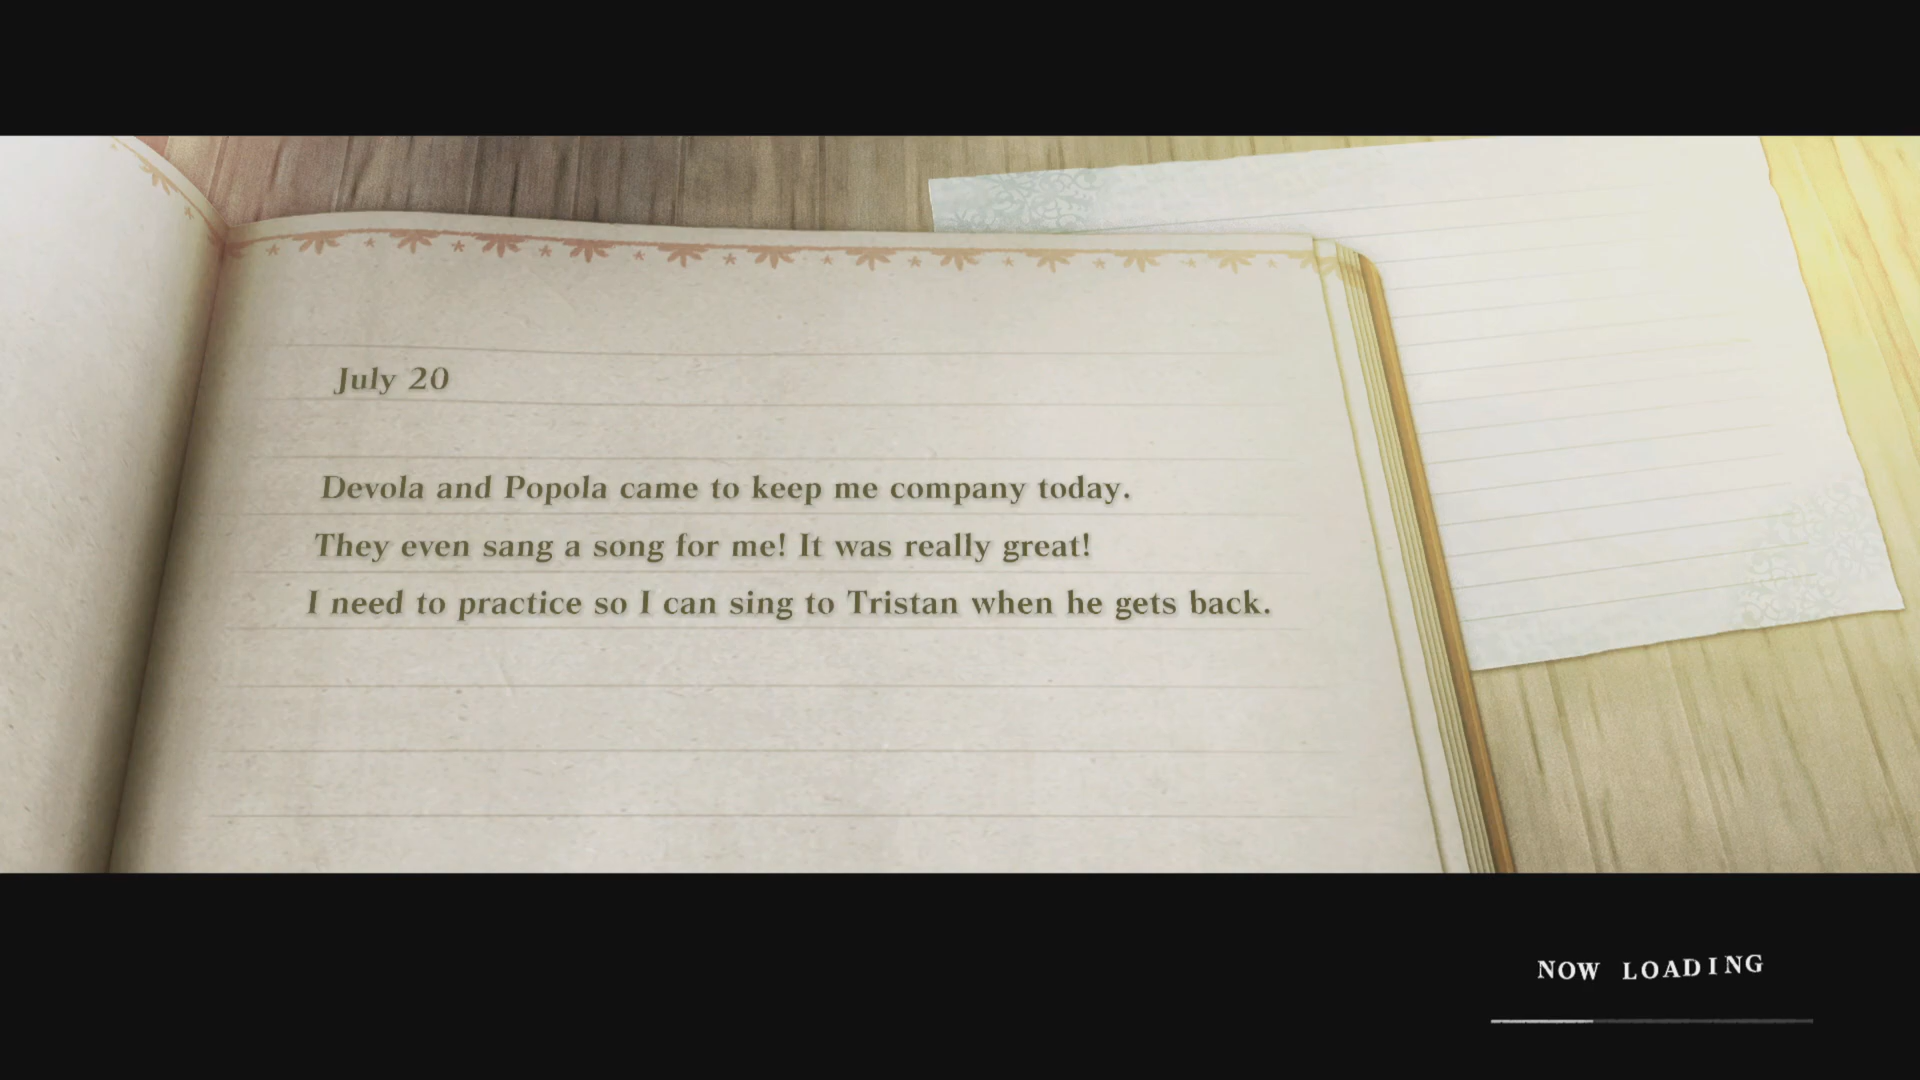 July 20
Devola and Popola came to keep me company today.
They even sang a song for me! It was really great!
I need to practice so I can sing to Tristan when he gets back.
NOW LOADING